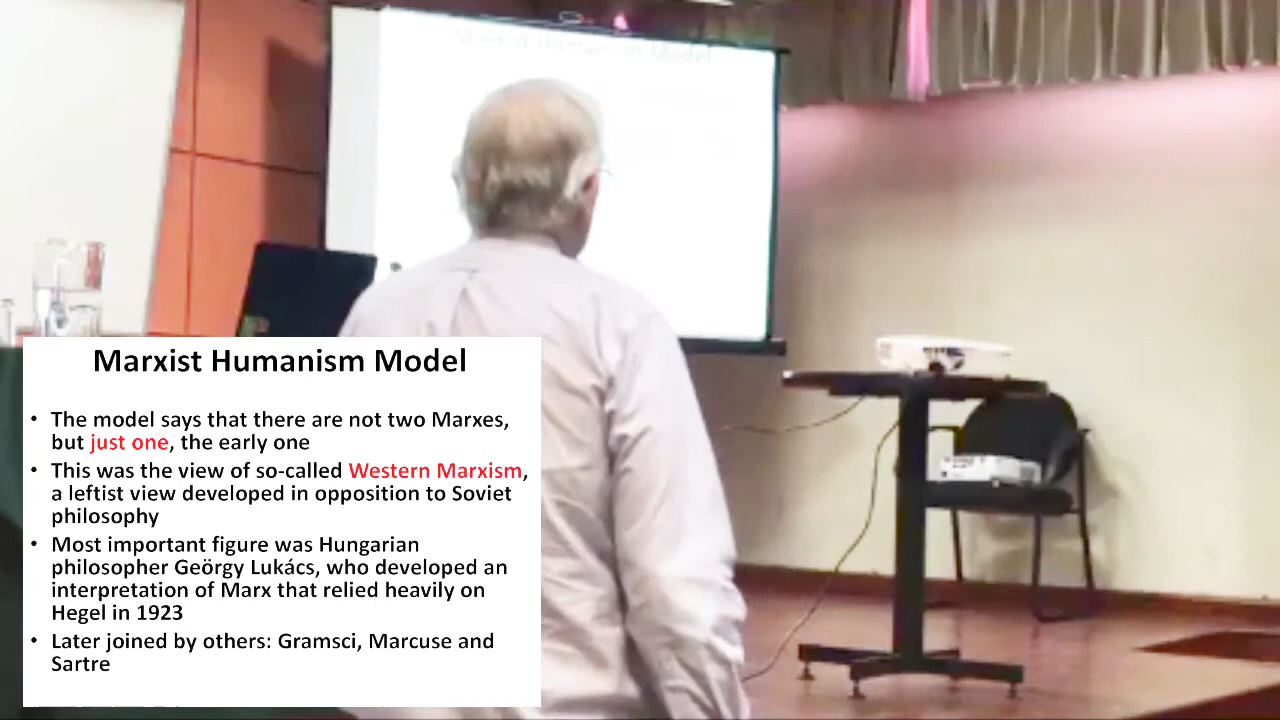 Marxist Humanism Model
Marxist Humanism Model
• The model says that there are not two Marxes,
but just one, the early one
• This was the view of so-called Western Marxism,
a leftist view developed in opposition to Soviet
philosophy
• Most important figure was Hungarian
philosopher Geörgy Lukács, who developed an
interpretation of Marx that relied heavily on
Hegel in 1923
• Later joined by others: Gramsci, Marcuse and
Sartre